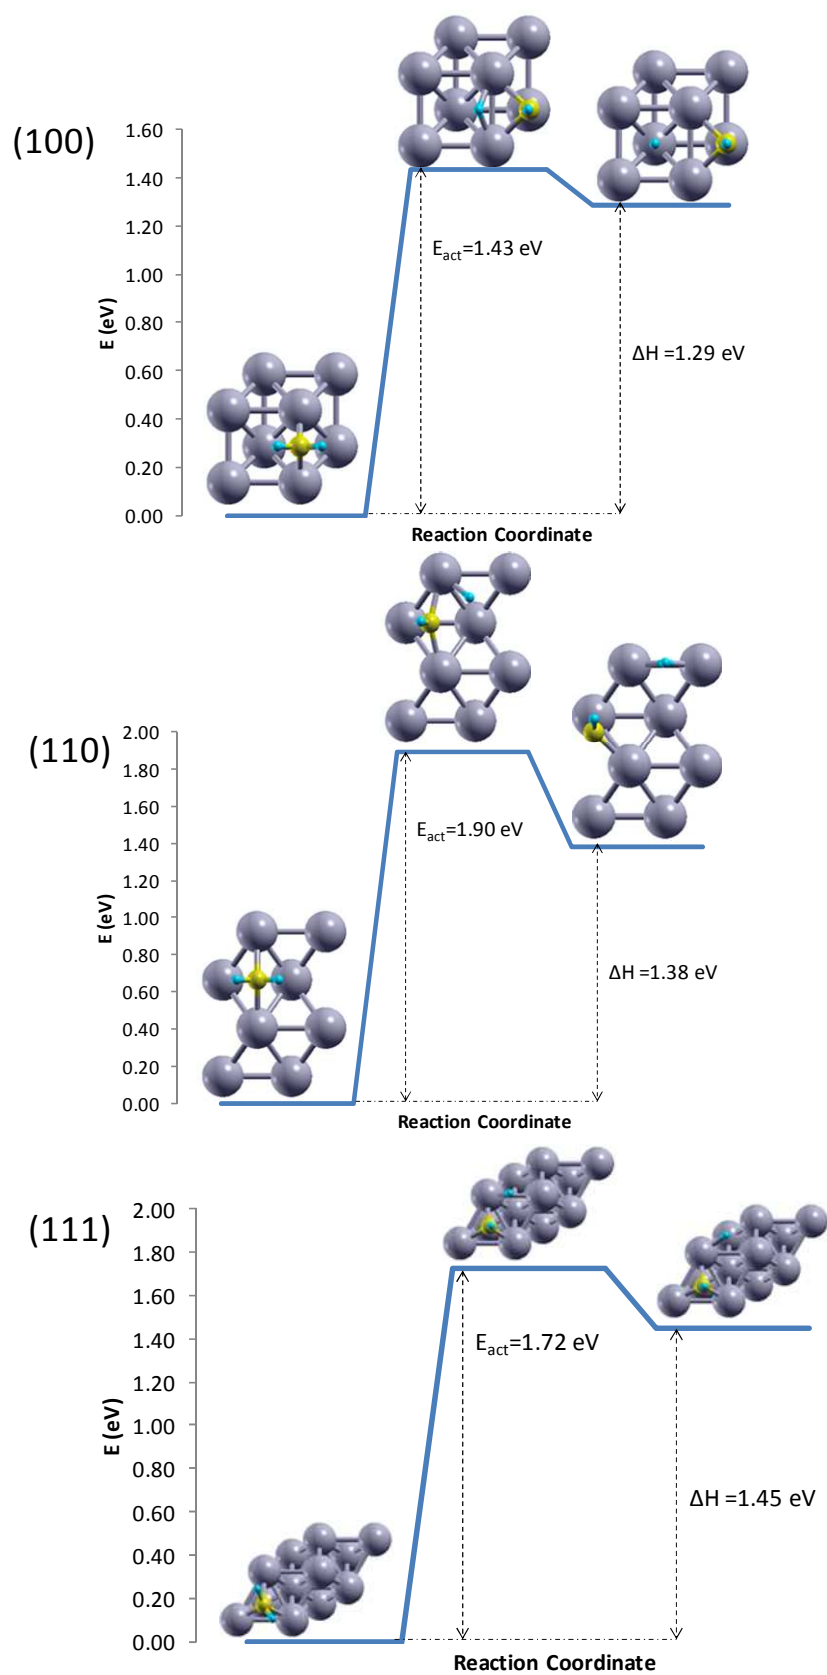 (100)
1.60
1.40
1.20
1.00
0.80
0.60
0.40
0.20
0.00
E (eV)
Eact=1.43 eV
ΔH =1.29 eV
Reaction Coordinate
(110)
2.00
1.80
1.60
1.40
1.20
1.00
0.80
0.60
0.40
0.20
0.00
E (eV)
Eact=1.90 eV
ΔH =1.38 eV
Reaction Coordinate
(111)
2.00
1.80
1.60
1.40
1.20
1.00
0.80
0.60
0.40
0.20
0.00
E (eV)
Eact=1.72 eV
ΔH =1.45 eV
Reaction Coordinate